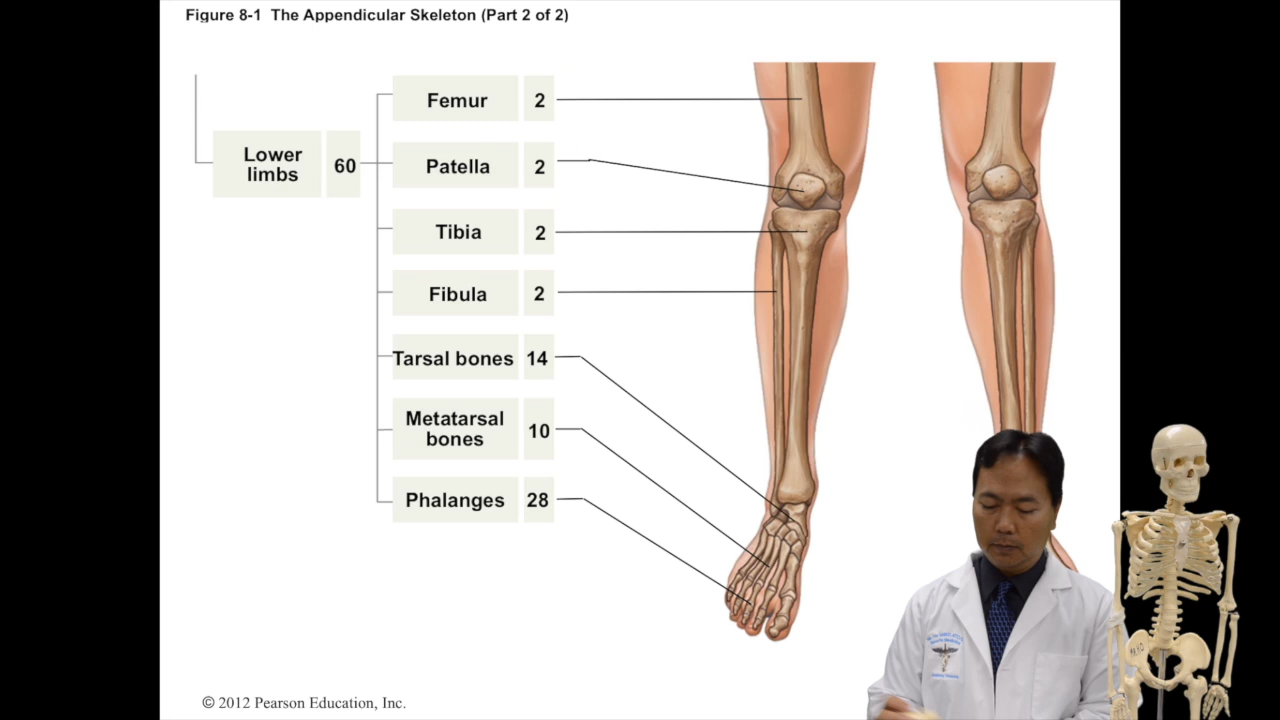 Figure 8-1 The Appendicular Skeleton (Part 2 of 2)
Lower
limbs
60
Femur 2
Patella 2
Tibia 2
Fibula 2
Tarsal bones 14
Metatarsal
bones
10
Phalanges 28
© 2012 Pearson Education, Inc.